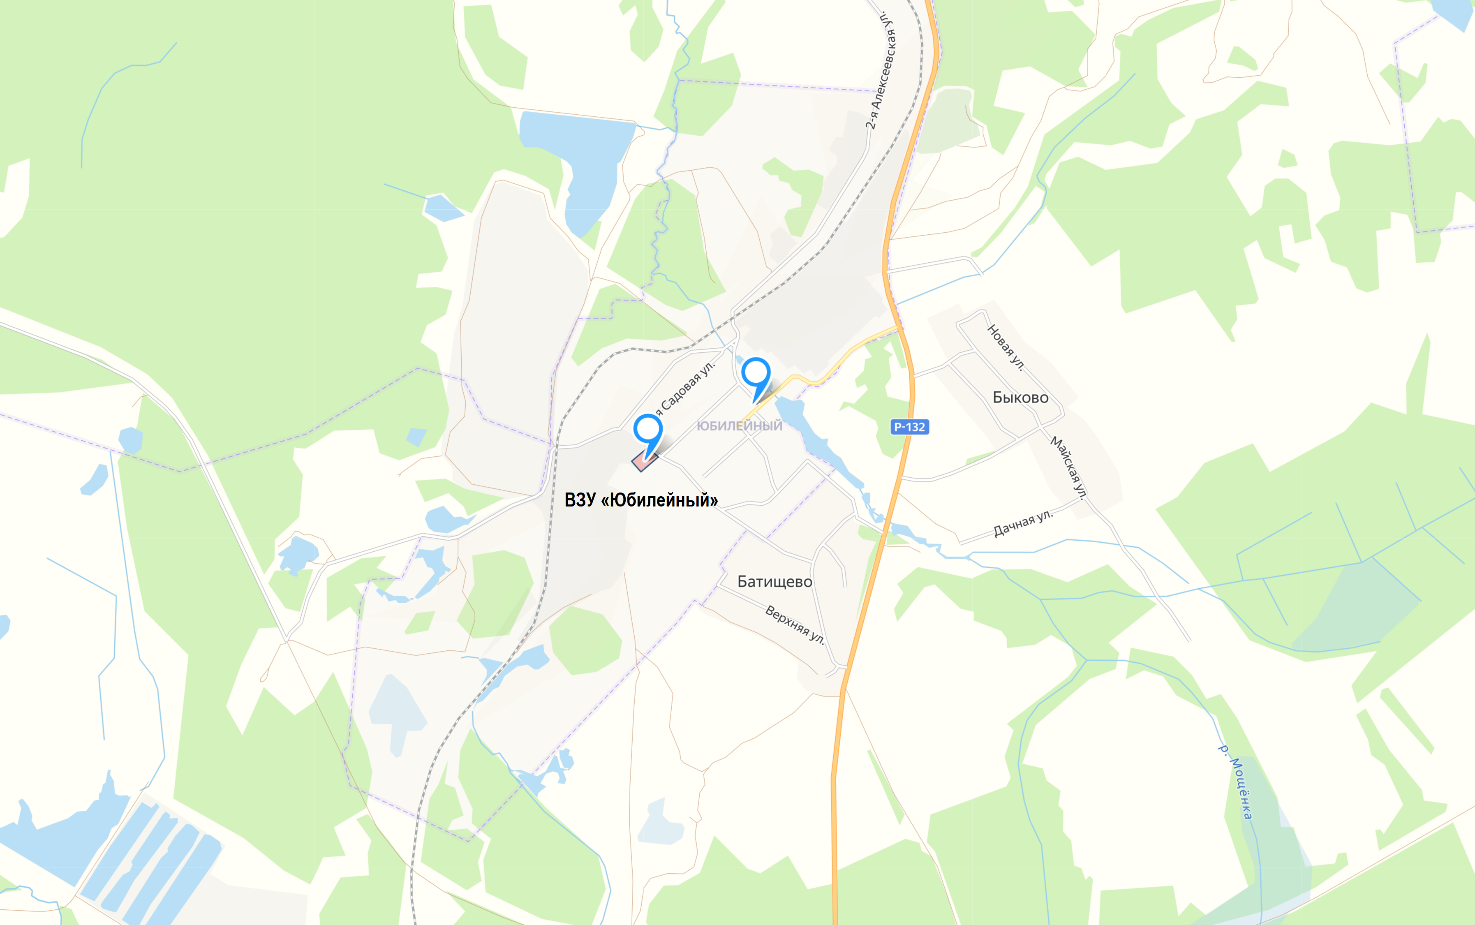 2-я Алексеевская ул.
Новая ул.
я Садовая ул.
Быково
ЮБИЛЕЙНЫЙ
Р-132
Майская ул.
ВЗУ «Юбилейный»
Дачная ул.
Батищево
Верхняя ул.
р. Мощёнка